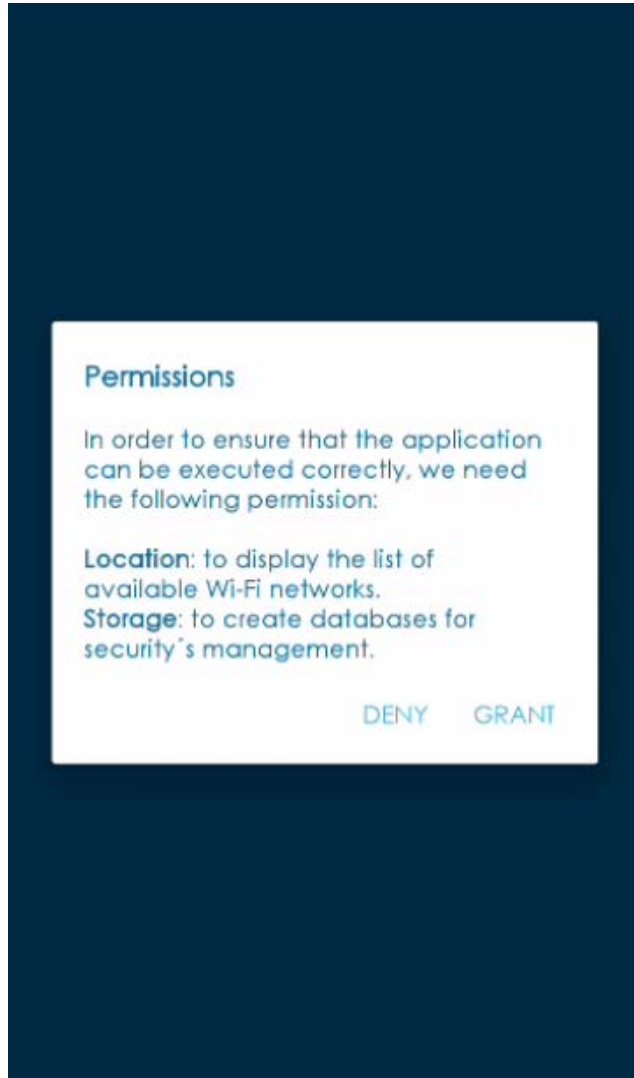 Permissions
In order to ensure that the application
can be executed correctly, we need
the following permission:
Location: to display the list of
available Wi-Fi networks.
Storage: to create databases for
security´s management.
DENY GRANT